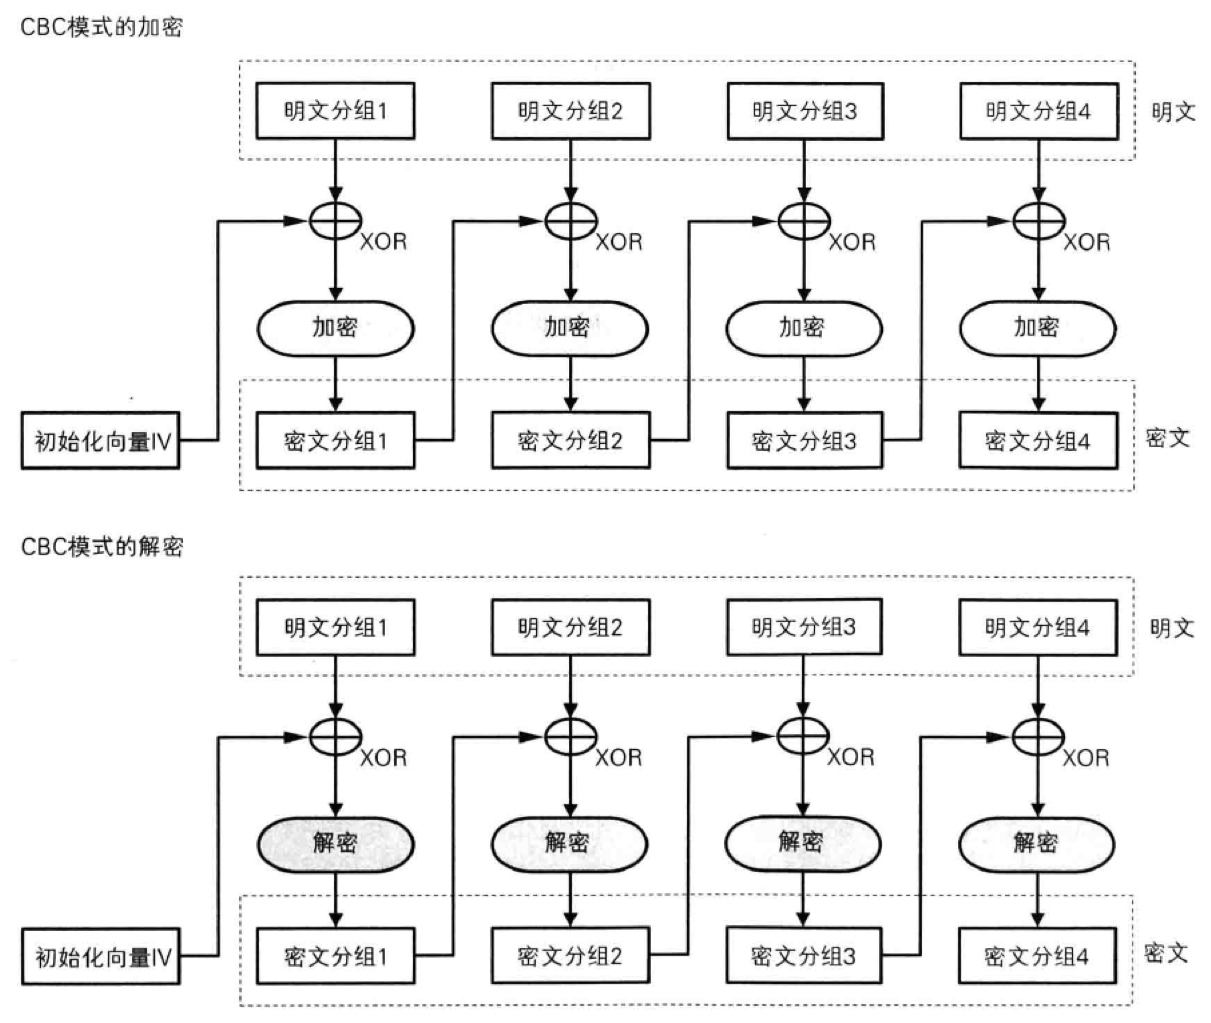 CBC模式的加密
明文分组1 明文分组2 明文分组3 明文分组4 明文
XOR XOR XOR XOR
加密 加密 加密 加密
初始化向量IV 密文分组1 密文分组2 密文分组3 密文分组4 密文
CBC模式的解密
明文分组1 明文分组2 明文分组3 明文分组4 明文
XOR XOR XOR XOR
解密 解密 解密 解密
初始化向量IV 密文分组1 密文分组2 密文分组3 密文分组4 密文